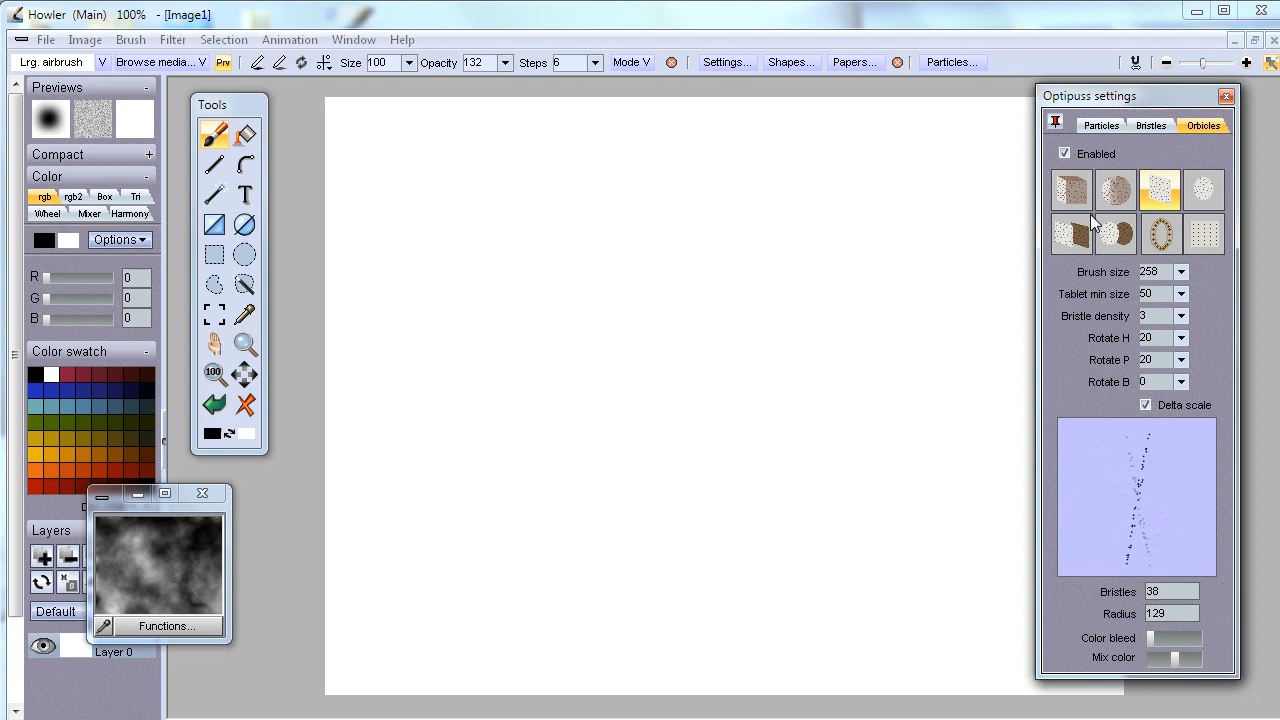 Howler (Main) 100% - [Image1]
File Image Brush Filter Selection Animation Window Help
Lrg. airbrush V Browse media... V Prv Size 100 Opacity 132 Steps 6 Mode V Settings... Shapes... Papers... Particles...
Previews -
Compact +
Color -
rgb rgb2 Box Tri
Wheel Mixer Harmony
Options
R 0
G 0
B 0
Color swatch -
Layers
M S
Default
Layer 0
Tools
T
100
Functions...
Optipuss settings
Particles Bristles Orbicles
Enabled
Brush size 258
Tablet min size 50
Bristle density 3
Rotate H 20
Rotate P 20
Rotate B 0
Delta scale
Bristles 38
Radius 129
Color bleed
Mix color